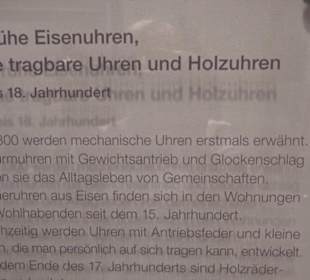 ühe Eisenuhren,
e tragbare Uhren und Holzuhren
s 18. Jahrhundert
300 werden mechanische Uhren erstmals erwähnt.
rmuhren mit Gewichtsantrieb und Glockenschlag
n sie das Alltagsleben von Gemeinschaften.
eruhren aus Eisen finden sich in den Wohnungen
Wohlhabenden seit dem 15. Jahrhundert.
hzeitig werden Uhren mit Antriebsfeder und kleine
n, die man persönlich auf sich tragen kann, entwickelt.
dem Ende des 17. Jahrhunderts sind Holzräder-